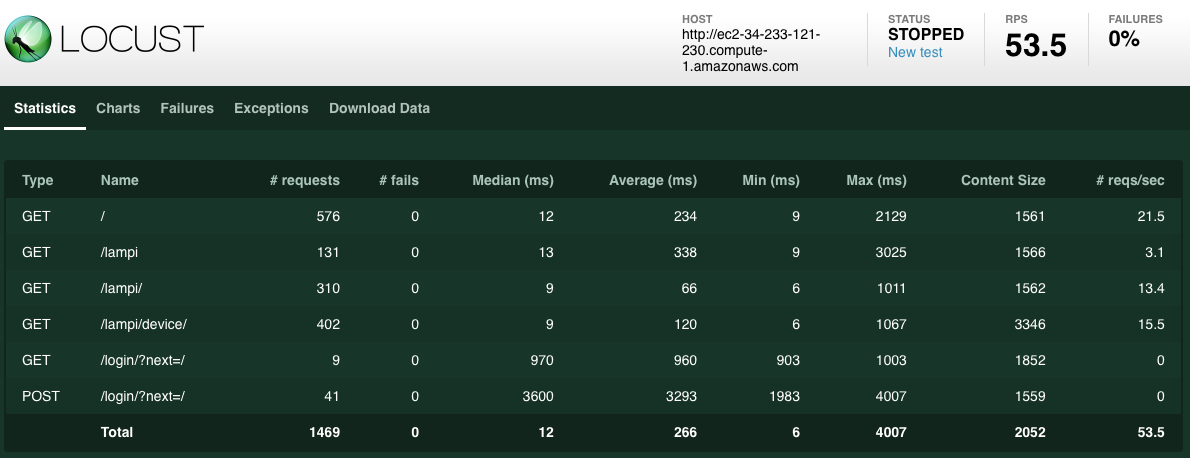 LOCUST
HOST
http://ec2-34-233-121-
230.compute-
1.amazonaws.com
STATUS
STOPPED
New test
RPS
53.5
FAILURES
0%
Statistics Charts Failures Exceptions Download Data
Type Name # requests # fails Median (ms) Average (ms) Min (ms) Max (ms) Content Size # reqs/sec
GET / 576 0 12 234 9 2129 1561 21.5
GET /lampi 131 0 13 338 9 3025 1566 3.1
GET /lampi/ 310 0 9 66 6 1011 1562 13.4
GET /lampi/device/ 402 0 9 120 6 1067 3346 15.5
GET /login/?next=/ 9 0 970 960 903 1003 1852 0
POST /login/?next=/ 41 0 3600 3293 1983 4007 1559 0
Total 1469 0 12 266 6 4007 2052 53.5